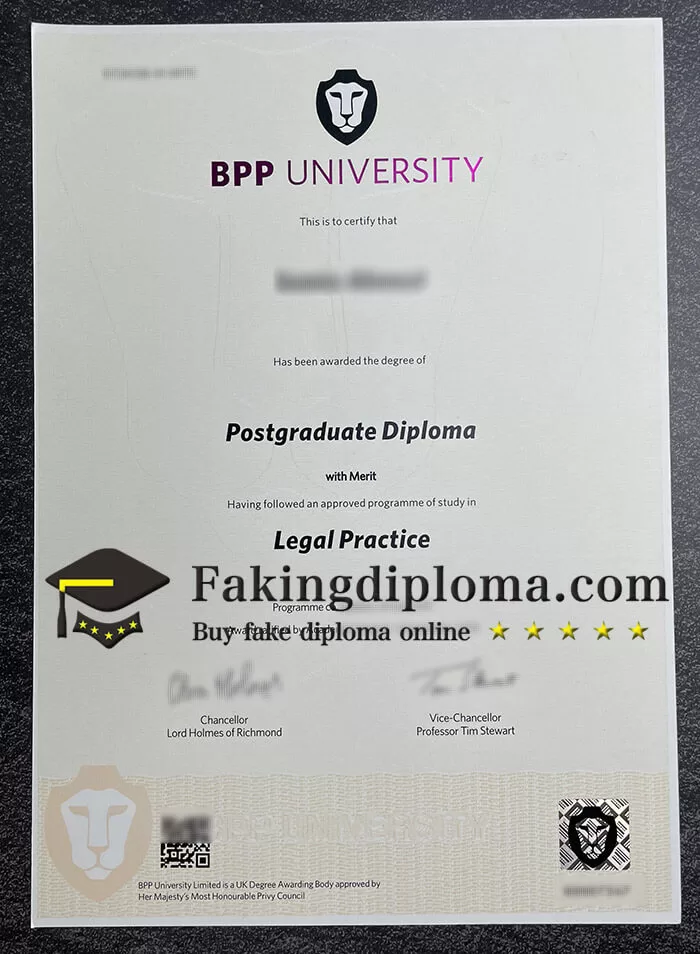 BPP UNIVERSITY
This is to certify that
Has been awarded the degree of
Postgraduate Diploma
with Merit
Having followed an approved programme of study in
Legal Practice
Fakingdiploma.com
Programme
Buy fake diploma online
Chancellor
Lord Holmes of Richmond
Vice-Chancellor
Professor Tim Stewart
BPP UNIVERSITY
BPP University Limited is a UK Degree Awarding Body approved by
Her Majesty's Most Honourable Privy Council